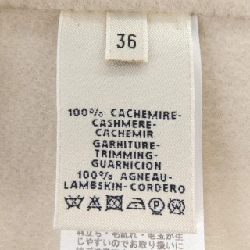 36
100% CACHEMIRE-
CASHMERE-
CACHEMIR
GARNITURE-
TRIMMING-
GUARNICION
100% AGNEAU-
LAMBSKIN-CORDERO